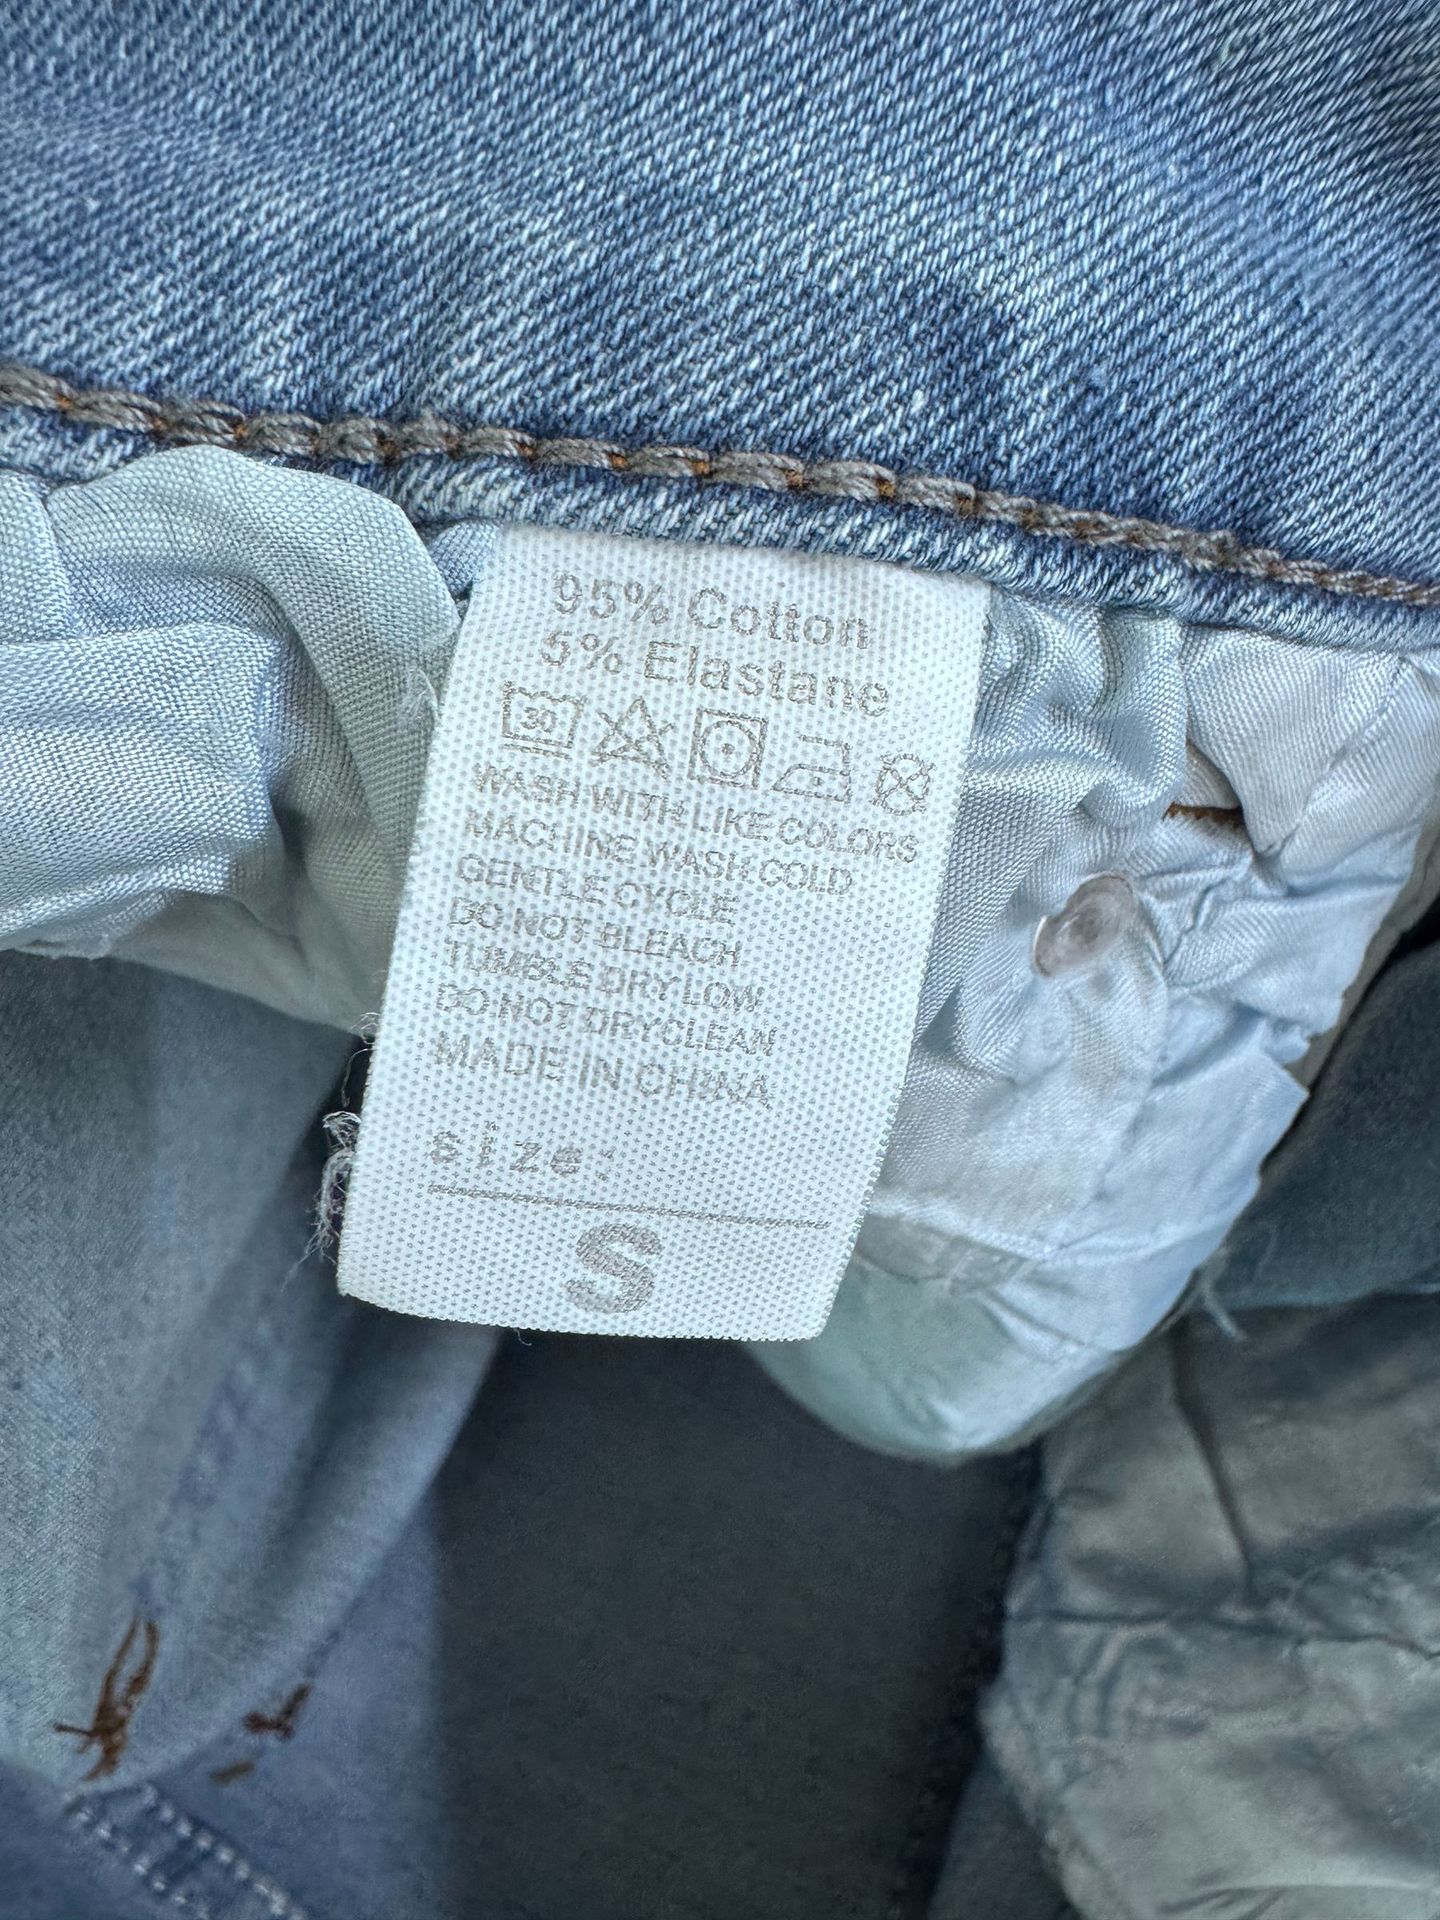 95% Cotton
5% Elastane
30
WASH WITH LIKE COLORS
MACHINE WASH COLD
GENTLE CYCLE
DO NOT BLEACH
TUMBLE DRY LOW
DO NOT DRYCLEAN
MADE IN CHINA
size:
S